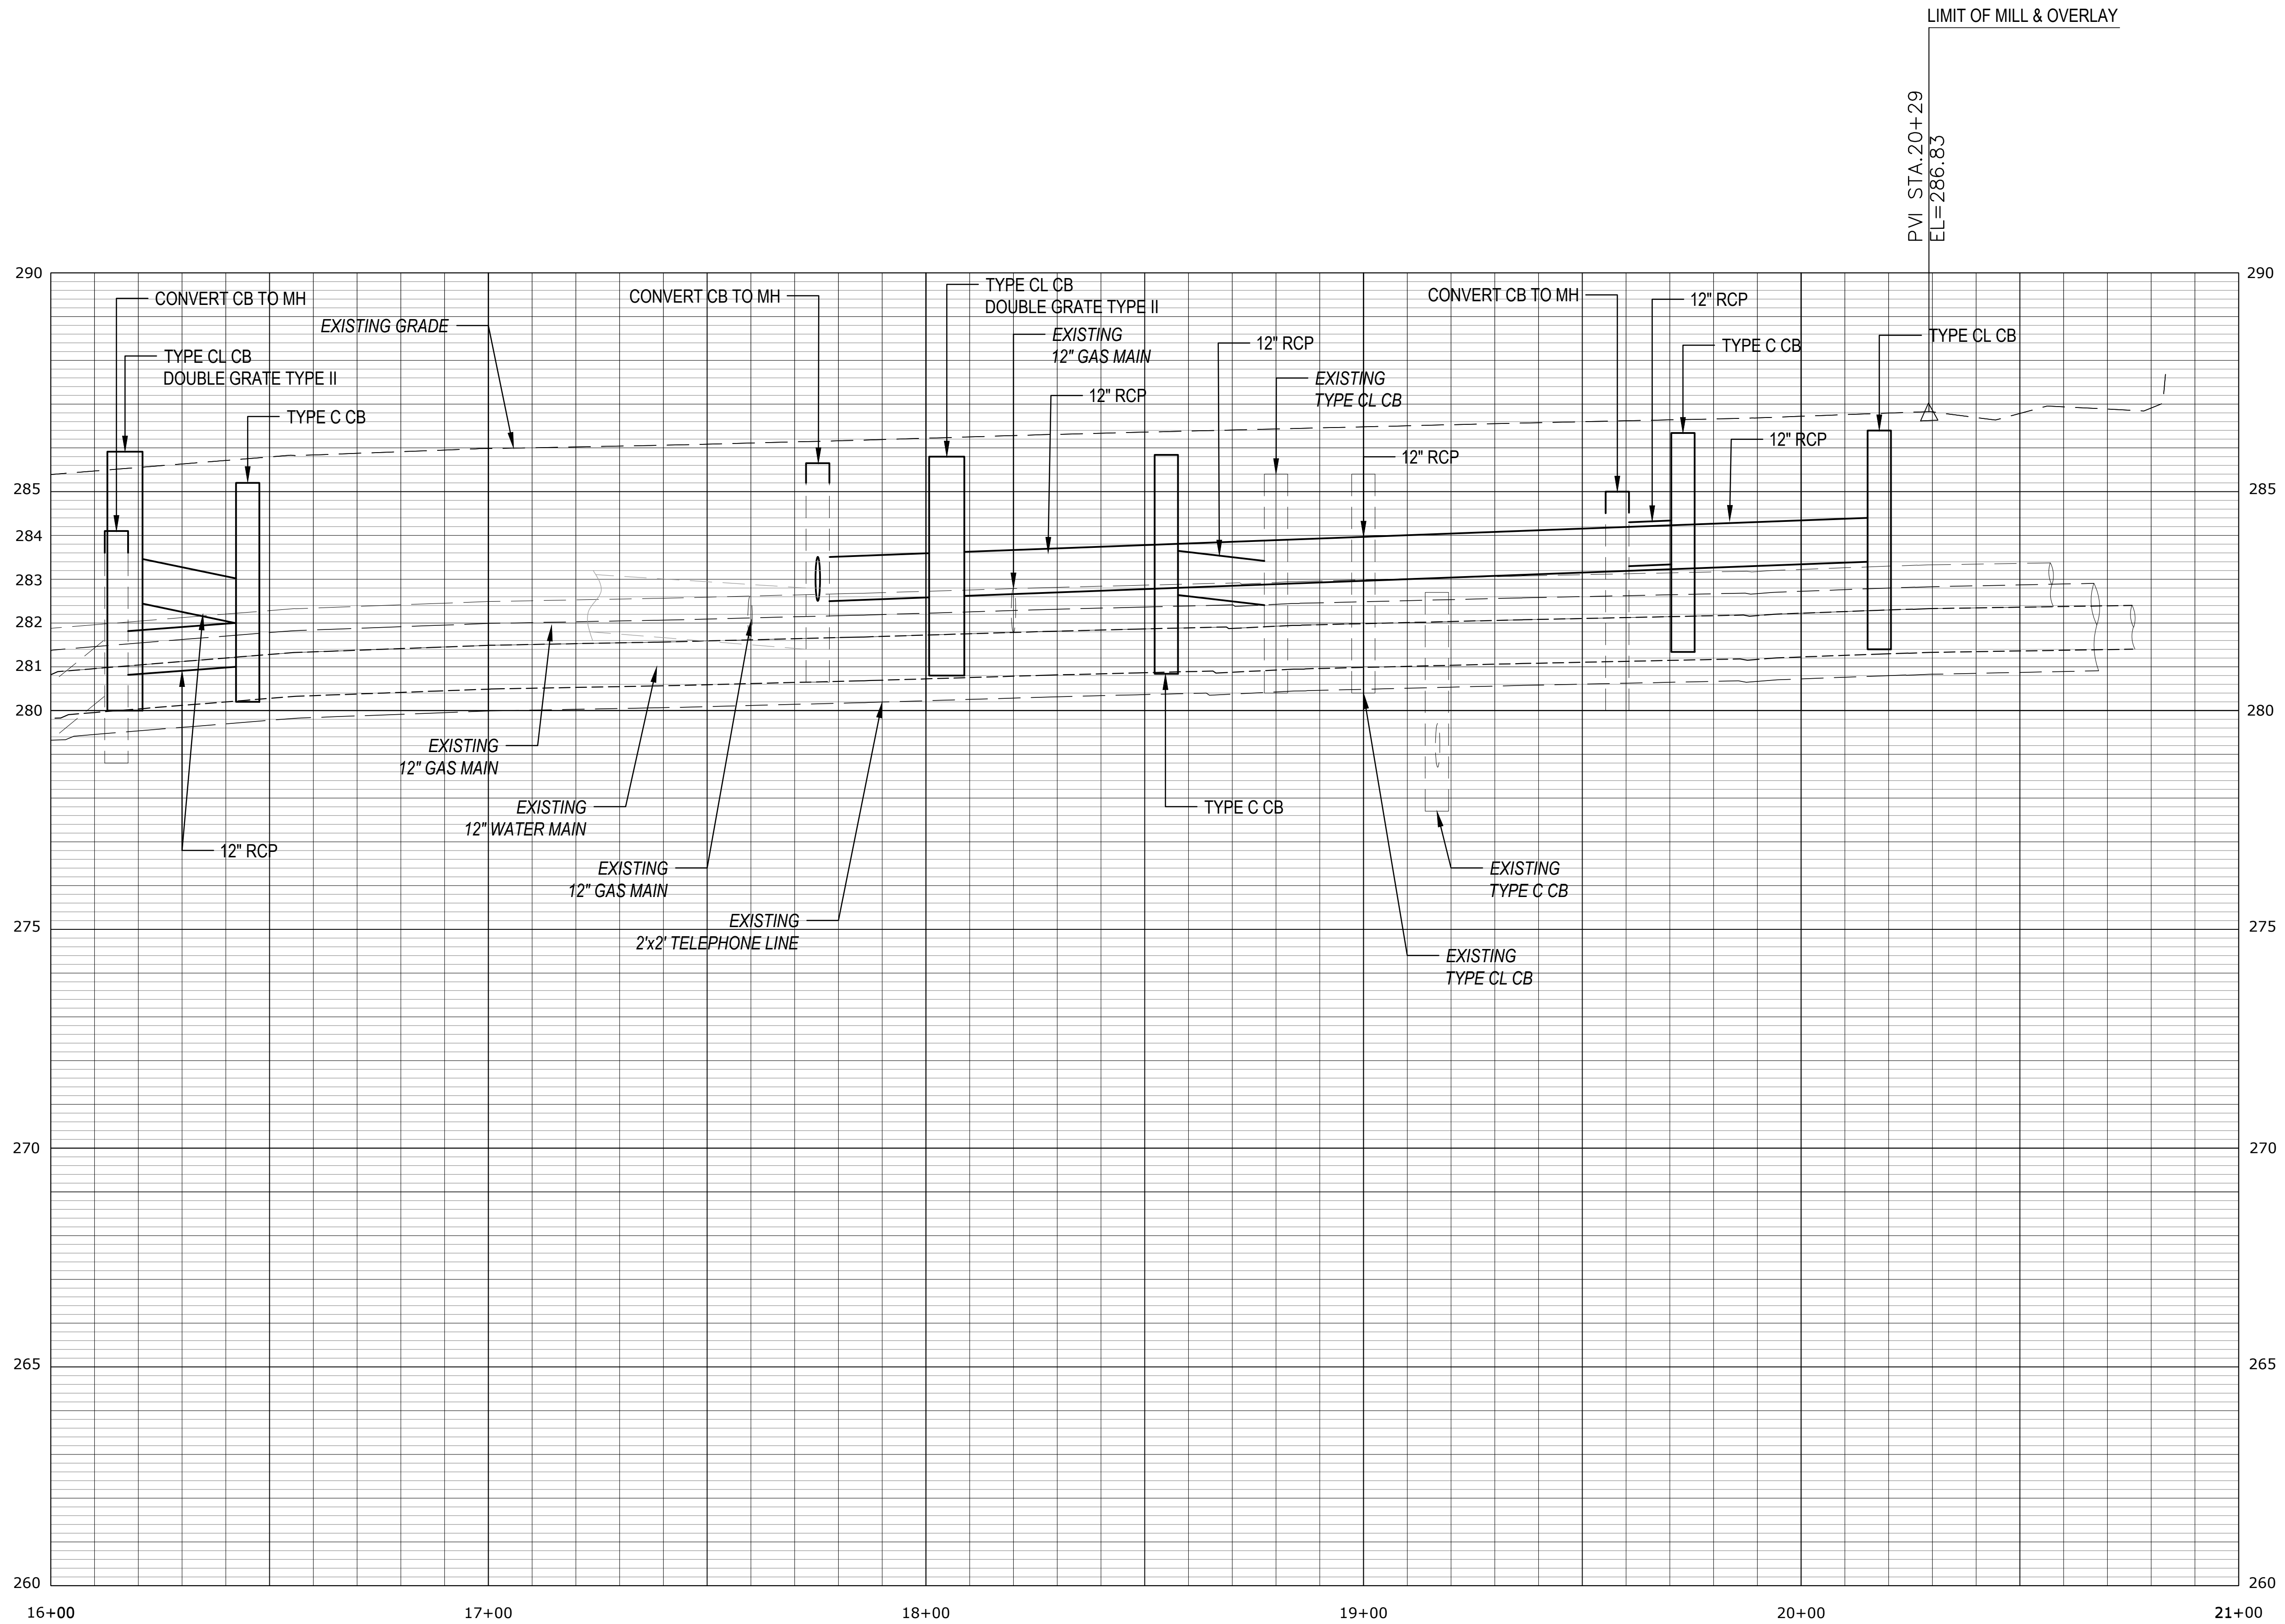 LIMIT OF MILL & OVERLAY
PVI STA.20+29
EL=286.83
290
290
CONVERT CB TO MH
EXISTING GRADE
TYPE CL CB
DOUBLE GRATE TYPE II
TYPE C CB
CONVERT CB TO MH
TYPE CL CB
DOUBLE GRATE TYPE II
EXISTING
12" GAS MAIN
12" RCP
12" RCP
EXISTING
TYPE CL CB
12" RCP
CONVERT CB TO MH
12" RCP
TYPE C CB
12" RCP
TYPE CL CB
285
285
284
284
283
283
282
282
281
281
280
280
EXISTING
12" GAS MAIN
EXISTING
12" WATER MAIN
12" RCP
EXISTING
12" GAS MAIN
EXISTING
2'x2' TELEPHONE LINE
TYPE C CB
EXISTING
TYPE C CB
EXISTING
TYPE CL CB
275
275
270
270
265
265
260
260
16+00
17+00
18+00
19+00
20+00
21+00